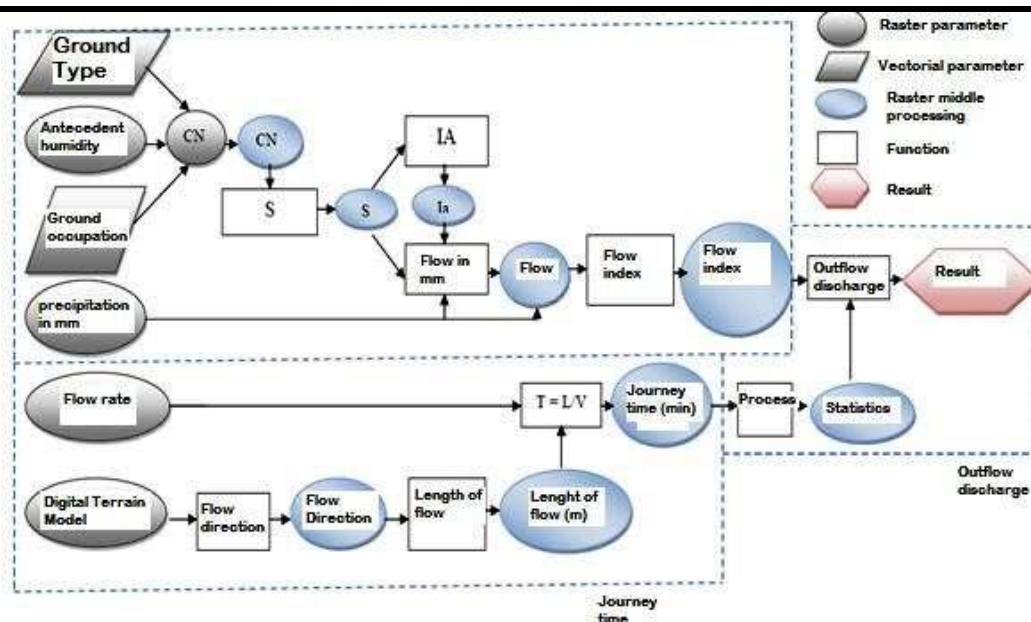 Ground
Type
Antecedent
humidity
CN
CN
IA
S
S
Ia
Ground
occupation
Flow in
mm
Flow
Flow
index
Flow
index
Outflow
discharge
Result
precipitation
in mm
Raster parameter
Vectorial parameter
Raster middle
processing
Function
Result
Flow rate
T = L/V
Journey
time (min)
Process
Statistics
Digital Terrain
Model
Flow
direction
Flow
Direction
Length of
flow
Lenght of
flow (m)
Outflow
discharge
Journey
time